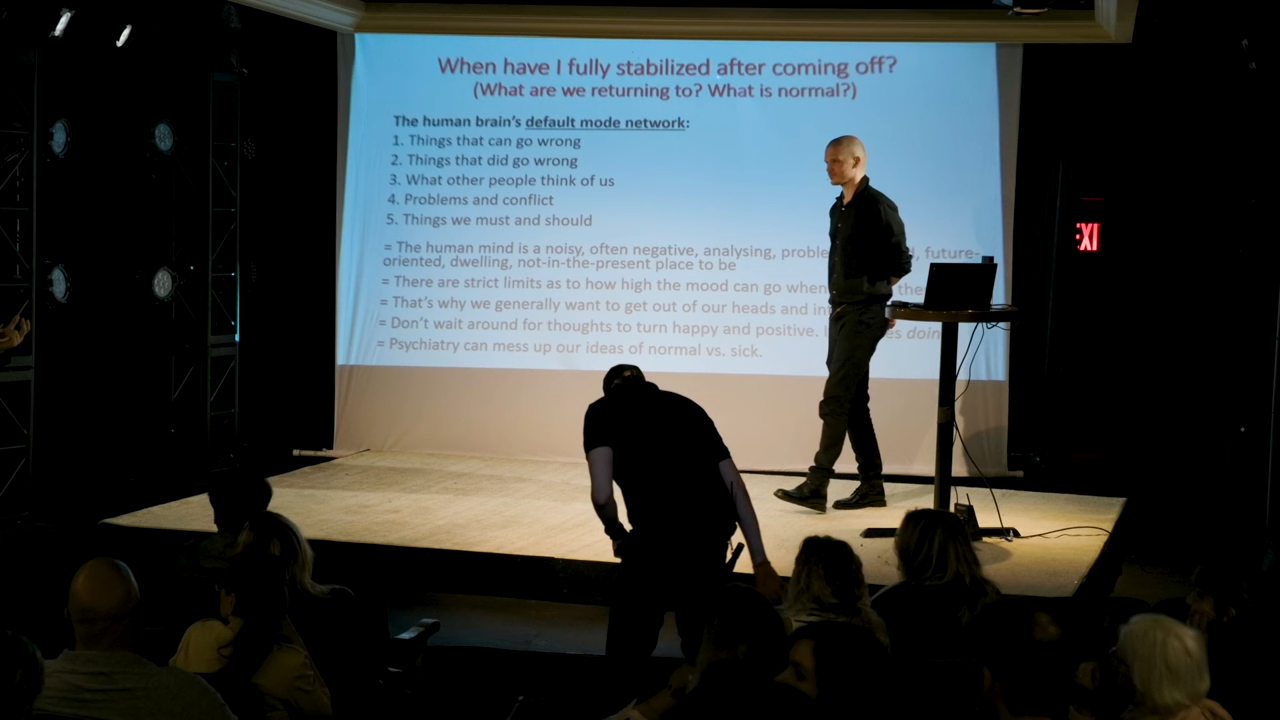 When have I fully stabilized after coming off?
(What are we returning to? What is normal?)
The human brain's default mode network:
1. Things that can go wrong
2. Things that did go wrong
3. What other people think of us
4. Problems and conflict
5. Things we must and should
= The human mind is a noisy, often negative, analysing, future-
oriented, dwelling, not-in-the-present place to be
= There are strict limits as to how high the mood can go when
= That's why we generally want to get out of our heads and
= Don't wait around for thoughts to turn happy and positive.
= Psychiatry can mess up our ideas of normal vs. sick.
EXI